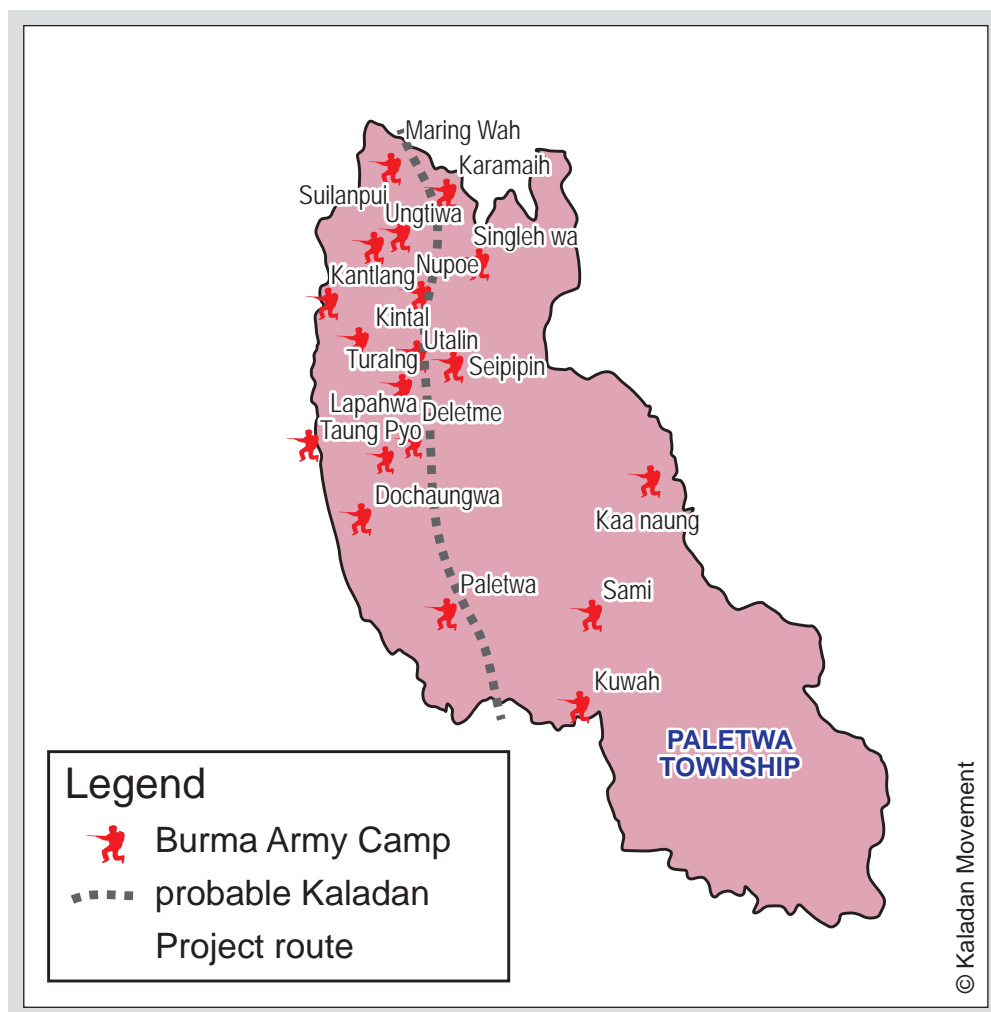 Maring Wah
Karamaih
Suilanpui
Ungtiwa
Singleh wa
Nupoe
Kantlang
Kintal
Utalin
Turalng
Seipipin
Lapahwa
Deletme
Taung Pyo
Dochaungwa
Kaa naung
Paletwa
Sami
Kuwah
PALETWA
TOWNSHIP
Legend
Burma Army Camp
probable Kaladan
Project route
© Kaladan Movement